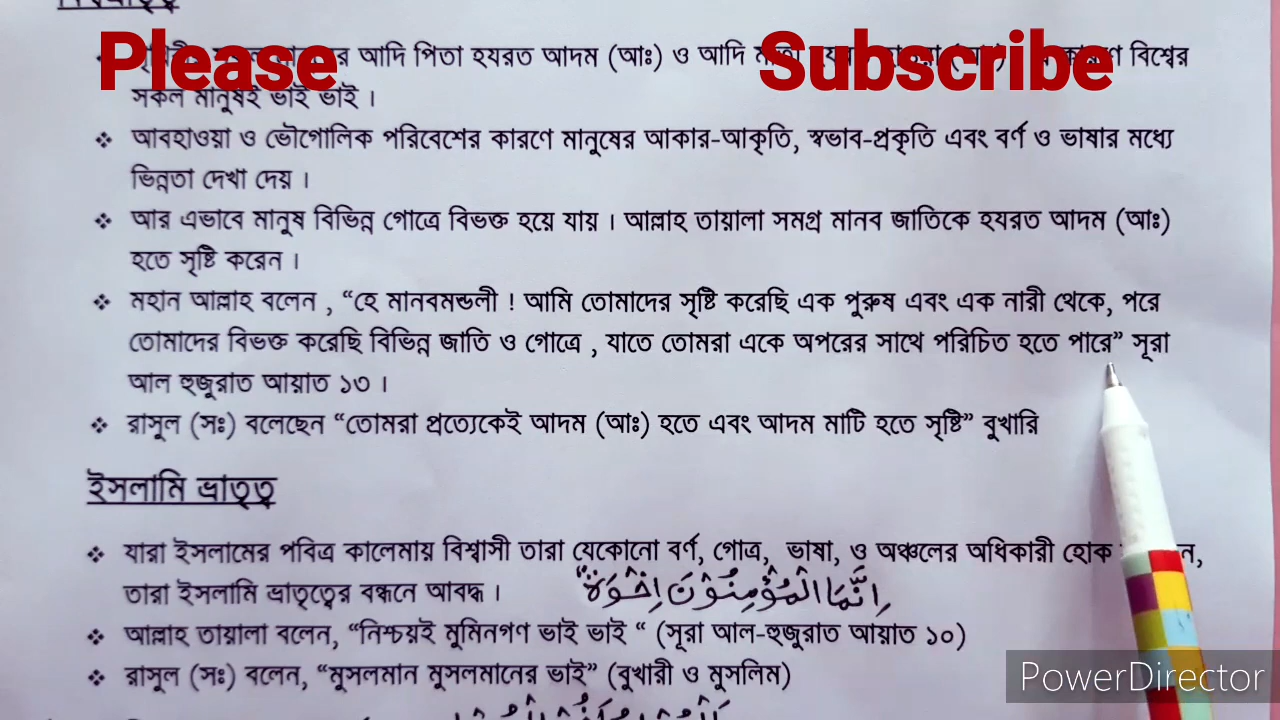 Please Subscribe
আদি পিতা হযরত আদম (আঃ) ও আদি বিশ্বের
সকল মানুষই ভাই ভাই ।
❖ আবহাওয়া ও ভৌগোলিক পরিবেশের কারণে মানুষের আকার-আকৃতি, স্বভাব-প্রকৃতি এবং বর্ণ ও ভাষার মধ্যে
ভিন্নতা দেখা দেয় ।
❖ আর এভাবে মানুষ বিভিন্ন গোত্রে বিভক্ত হয়ে যায় । আল্লাহ তায়ালা সমগ্র মানব জাতিকে হযরত আদম (আঃ)
হতে সৃষ্টি করেন ।
❖ মহান আল্লাহ বলেন , “হে মানবমন্ডলী ! আমি তোমাদের সৃষ্টি করেছি এক পুরুষ এবং এক নারী থেকে, পরে
তোমাদের বিভক্ত করেছি বিভিন্ন জাতি ও গোত্রে , যাতে তোমরা একে অপরের সাথে পরিচিত হতে পারে” সূরা
আল হুজুরাত আয়াত ১৩ ।
❖ রাসুল (সঃ) বলেছেন “তোমরা প্রত্যেকেই আদম (আঃ) হতে এবং আদম মাটি হতে সৃষ্টি” বুখারি
ইসলামি ভ্রাতৃত্ব
❖ যারা ইসলামের পবিত্র কালেমায় বিশ্বাসী তারা যেকোনো বর্ণ, গোত্র, ভাষা, ও অঞ্চলের অধিকারী হোক
তারা ইসলামি ভ্রাতৃত্বের বন্ধনে আবদ্ধ । اِنَّمَا الْمُؤْمِنُوْنَ اِخْوَةٌ
❖ আল্লাহ তায়ালা বলেন, “নিশ্চয়ই মুমিনগণ ভাই ভাই “ (সূরা আল-হুজুরাত আয়াত ১০)
❖ রাসুল (সঃ) বলেন, “মুসলমান মুসলমানের ভাই” (বুখারী ও মুসলিম)
PowerDirector